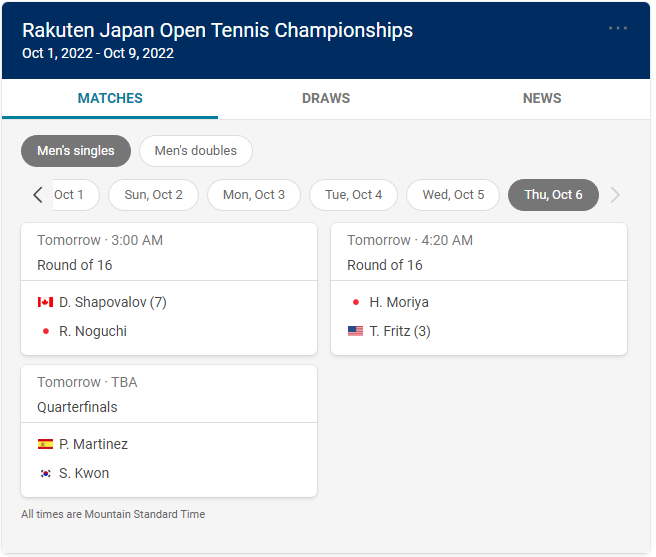 Rakuten Japan Open Tennis Championships
Oct 1, 2022 - Oct 9, 2022
MATCHES
DRAWS
NEWS
Men's singles
Men's doubles
Oct 1
Sun, Oct 2
Mon, Oct 3
Tue, Oct 4
Wed, Oct 5
Thu, Oct 6
Tomorrow · 3:00 AM
Round of 16
D. Shapovalov (7)
R. Noguchi
Tomorrow · 4:20 AM
Round of 16
H. Moriya
T. Fritz (3)
Tomorrow · TBA
Quarterfinals
P. Martinez
S. Kwon
All times are Mountain Standard Time